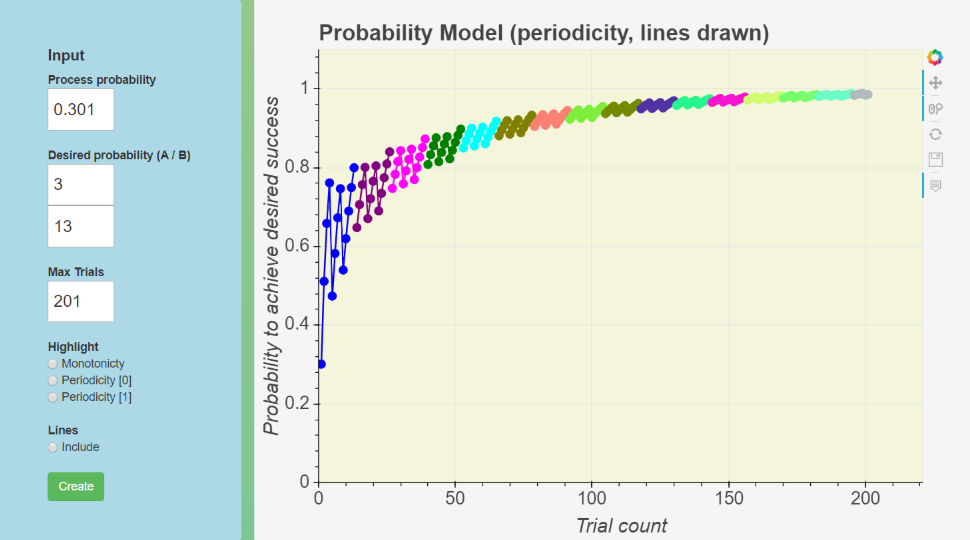 Input
Process probability
0.301
Desired probability (A / B)
3
13
Max Trials
201
Highlight
Monotonicty
Periodicity [0]
Periodicity [1]
Lines
Include
Create
Probability Model (periodicity, lines drawn)
Probability to achieve desired success
1
0.8
0.6
0.4
0.2
0
0 50 100 150 200
Trial count